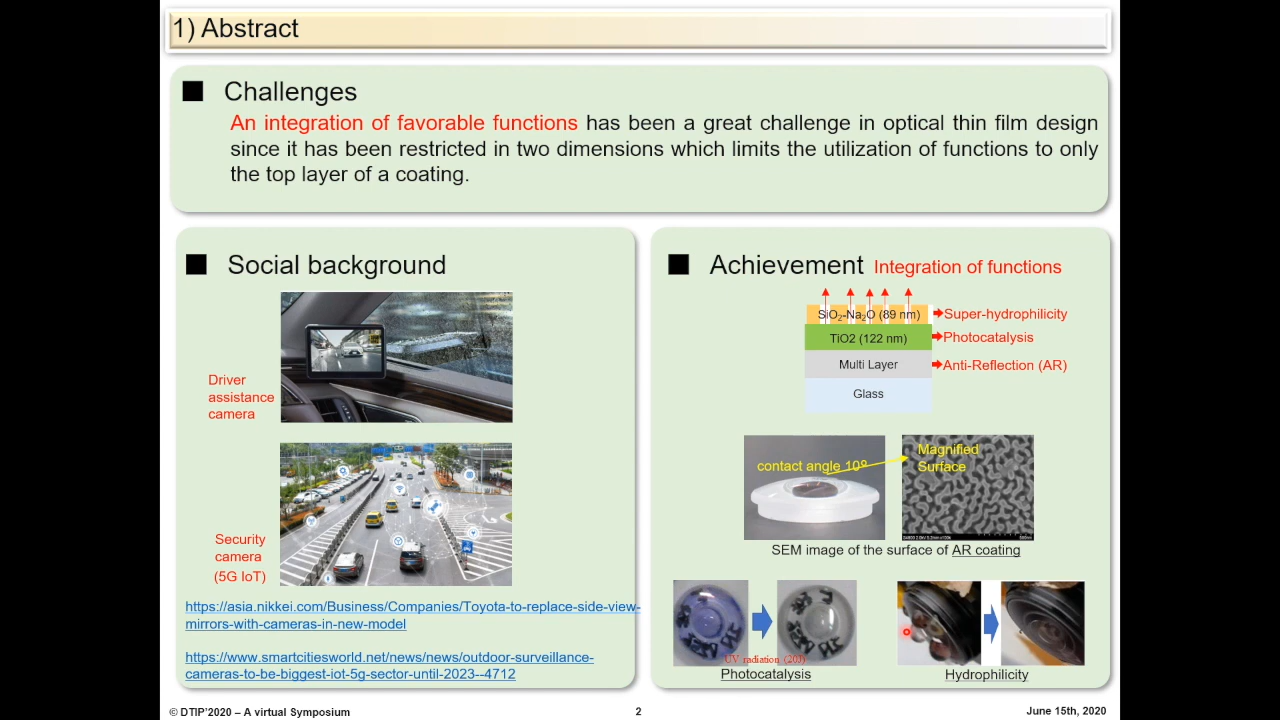 1) Abstract
■ Challenges
An integration of favorable functions has been a great challenge in optical thin film design
since it has been restricted in two dimensions which limits the utilization of functions to only
the top layer of a coating.
■ Social background
Driver
assistance
camera
Security
camera
(5G IoT)
https://asia.nikkei.com/Business/Companies/Toyota-to-replace-side-view-
mirrors-with-cameras-in-new-model
https://www.smartcitiesworld.net/news/news/outdoor-surveillance-
cameras-to-be-biggest-iot-5g-sector-until-2023--4712
■ Achievement Integration of functions
SiO2-Na2O (89 nm) Super-hydrophilicity
TiO2 (122 nm) Photocatalysis
Multi Layer Anti-Reflection (AR)
Glass
contact angle 10°
Magnified
Surface
SEM image of the surface of AR coating
UV radiation (20J)
Photocatalysis
Hydrophilicity
© DTIP'2020 – A virtual Symposium
2
June 15th, 2020